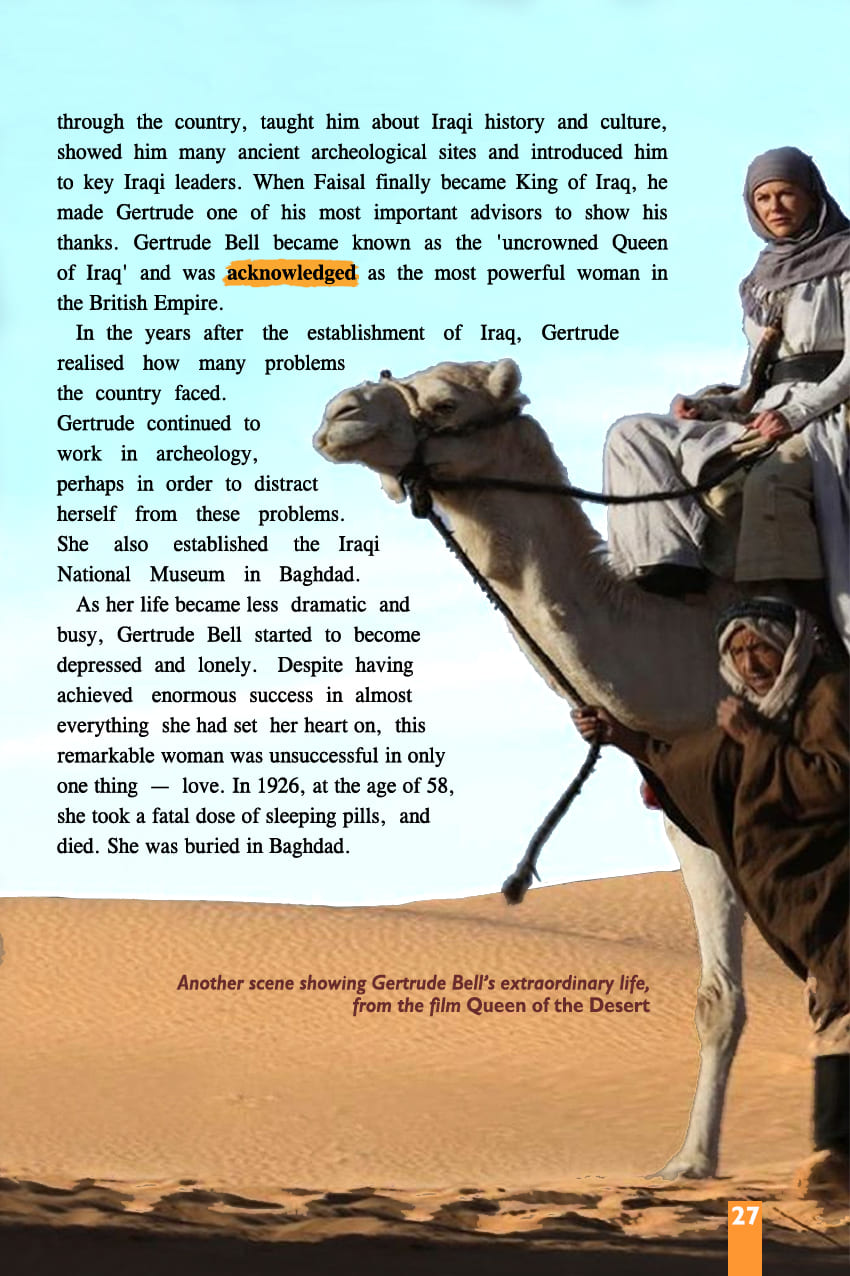 through the country, taught him about Iraqi history and culture,
showed him many ancient archeological sites and introduced him
to key Iraqi leaders. When Faisal finally became King of Iraq, he
made Gertrude one of his most important advisors to show his
thanks. Gertrude Bell became known as the 'uncrowned Queen
of Iraq' and was acknowledged as the most powerful woman in
the British Empire.
In the years after the establishment of Iraq, Gertrude
realised how many problems
the country faced.
Gertrude continued to
work in archeology,
perhaps in order to distract
herself from these problems.
She also established the Iraqi
National Museum in Baghdad.
As her life became less dramatic and
busy, Gertrude Bell started to become
depressed and lonely. Despite having
achieved enormous success in almost
everything she had set her heart on, this
remarkable woman was unsuccessful in only
one thing — love. In 1926, at the age of 58,
she took a fatal dose of sleeping pills, and
died. She was buried in Baghdad.
Another scene showing Gertrude Bell's extraordinary life,
from the film Queen of the Desert
27